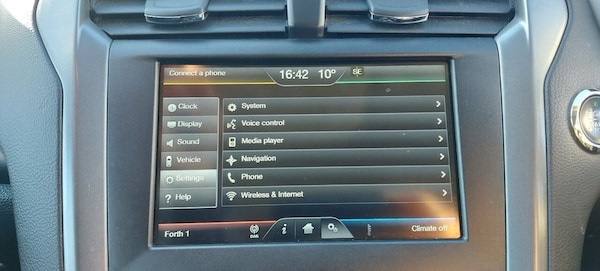 Connect a phone 16:42 10° SE
Clock
Display
Sound
Vehicle
Settings
? Help
System
Voice control
Media player
Navigation
Phone
Wireless & Internet
Forth 1 DAB i Climate off